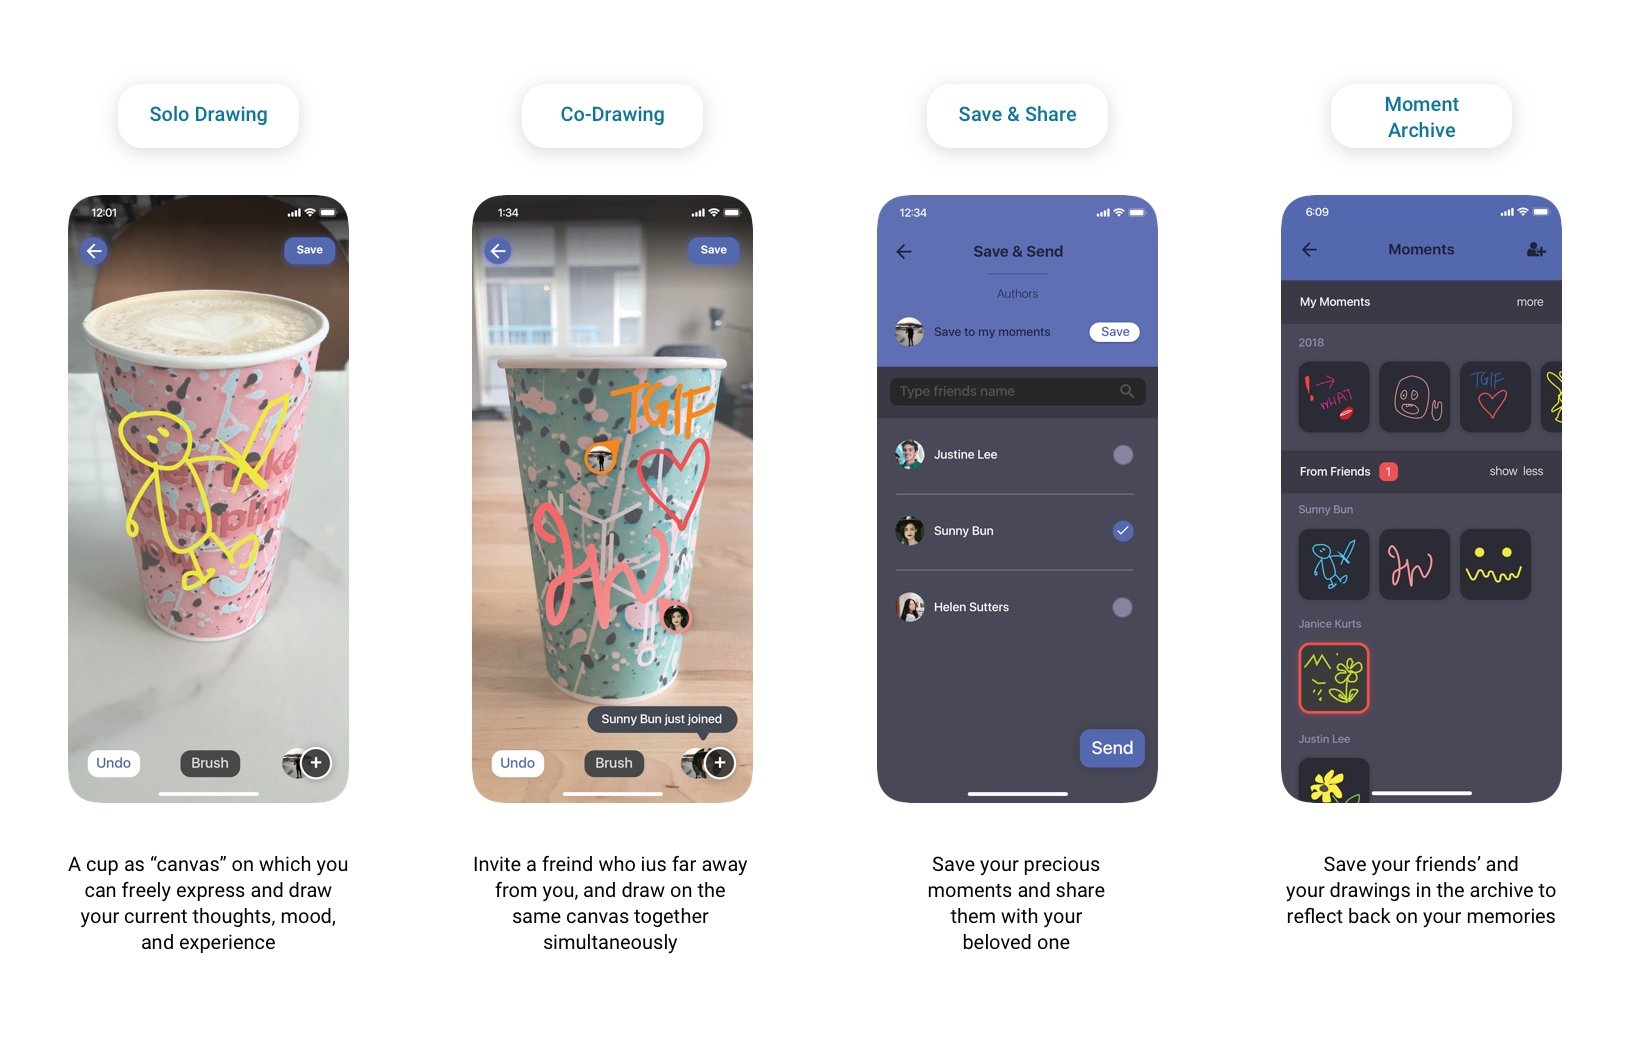 Solo Drawing
Co-Drawing
Save & Share
Moment
Archive
12:01
Save
complim
Undo
Brush
+
1:34
Save
TGIF
JW
Sunny Bun just joined
Undo
Brush
+
12:34
Save & Send
Authors
Save to my moments
Save
Type friends name
Justine Lee
Sunny Bun
Helen Sutters
Send
6:09
Moments
My Moments
more
2018
! WHAT
TGIF
From Friends
1
show less
Sunny Bun
JW
Janice Kurts
Justin Lee
A cup as “canvas” on which you
can freely express and draw
your current thoughts, mood,
and experience
Invite a freind who ius far away
from you, and draw on the
same canvas together
simultaneously
Save your precious
moments and share
them with your
beloved one
Save your friends’ and
your drawings in the archive to
reflect back on your memories